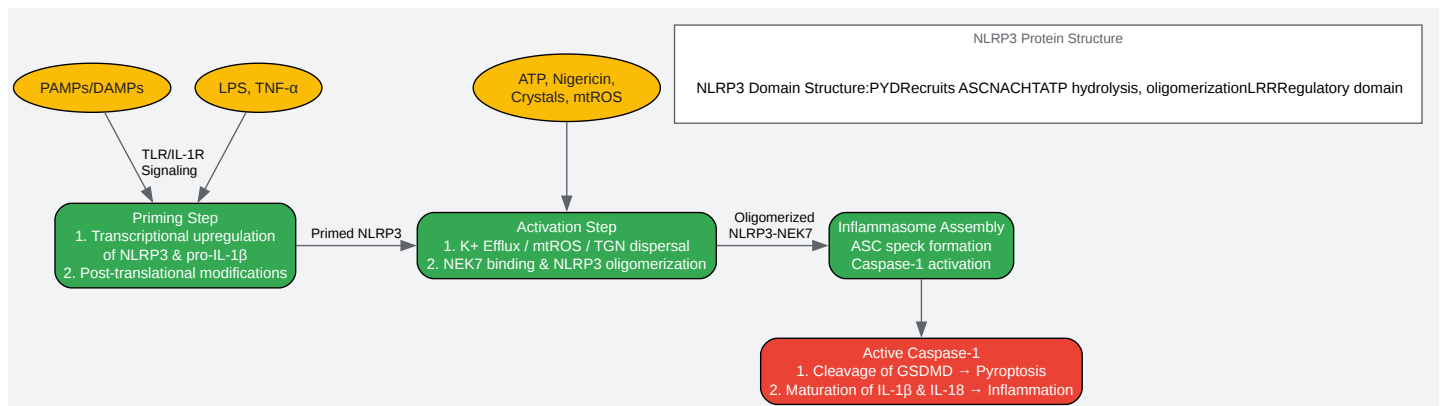 NLRP3 Protein Structure
PAMPs/DAMPs
LPS, TNF-α
ATP, Nigericin,
Crystals, mtROS
NLRP3 Domain Structure:PYDRecruits ASCNACHTATP hydrolysis, oligomerizationLRRRegulatory domain
TLR/IL-1R
Signaling
Priming Step
1. Transcriptional upregulation
of NLRP3 & pro-IL-1β
2. Post-translational modifications
Primed NLRP3
Activation Step
1. K+ Efflux / mtROS / TGN dispersal
2. NEK7 binding & NLRP3 oligomerization
Oligomerized
NLRP3-NEK7
Inflammasome Assembly
ASC speck formation
Caspase-1 activation
Active Caspase-1
1. Cleavage of GSDMD → Pyroptosis
2. Maturation of IL-1β & IL-18 → Inflammation